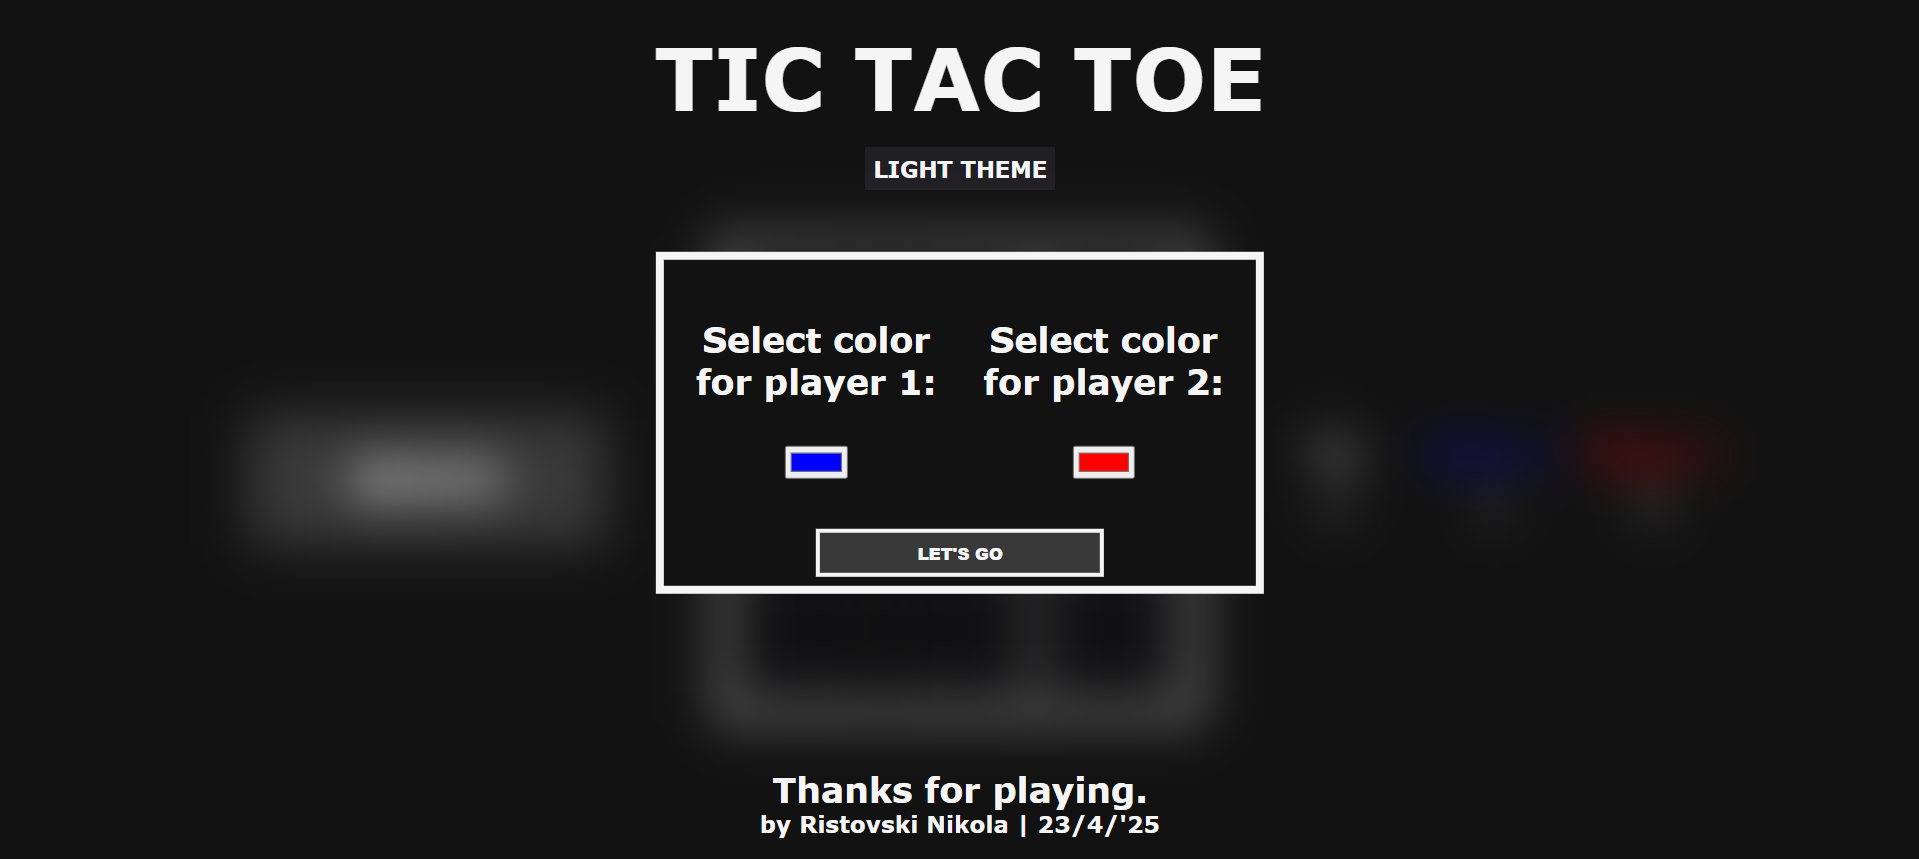 TIC TAC TOE
LIGHT THEME
Select color
for player 1:
Select color
for player 2:
LET'S GO
Thanks for playing.
by Ristovski Nikola | 23/4/'25